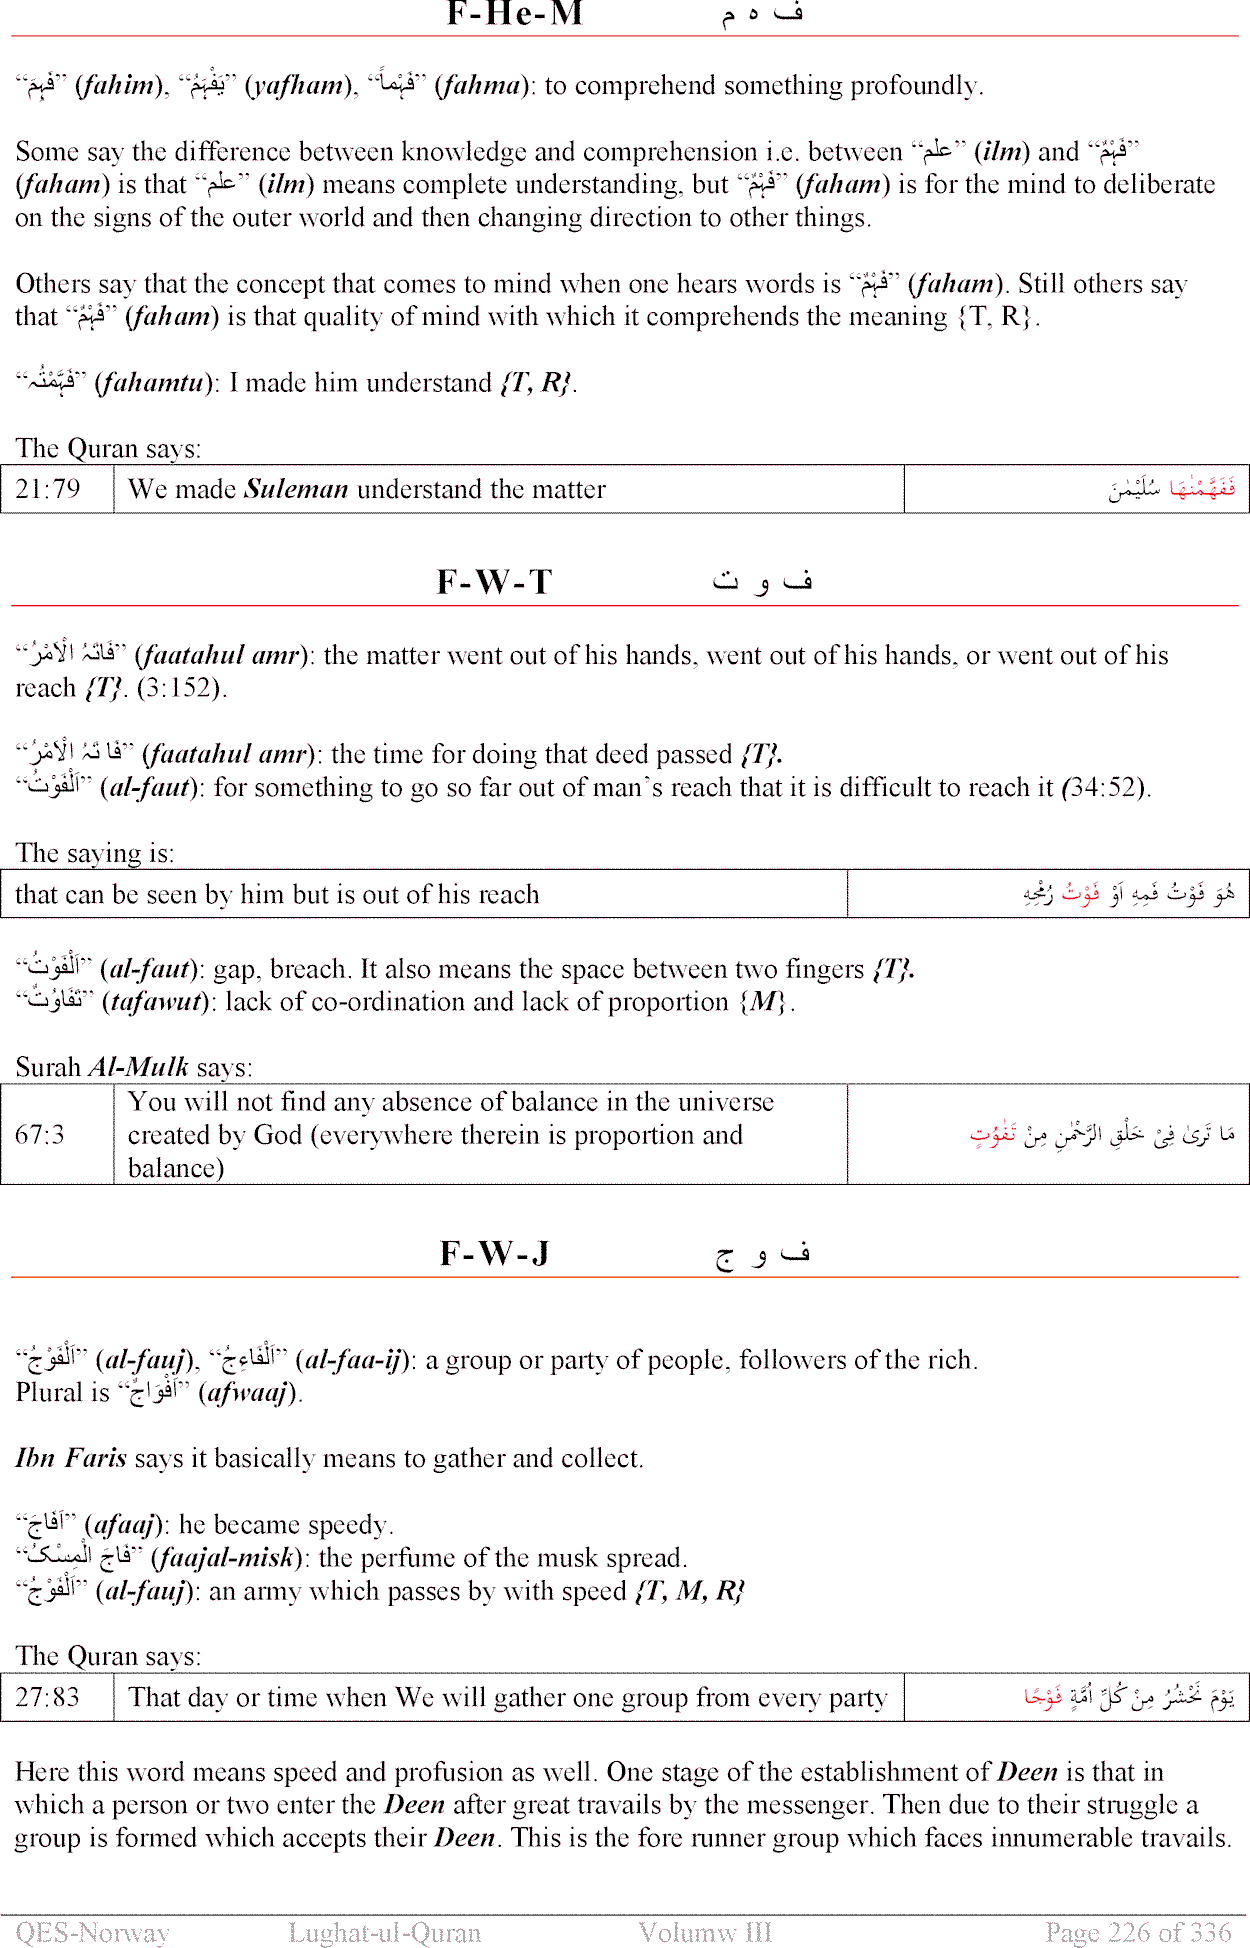 F-He-M ف ہ م
“فَہِمَ” (fahim), “یَفْہَمُ” (yafham), “فَہْماً” (fahma): to comprehend something profoundly.
Some say the difference between knowledge and comprehension i.e. between “علم” (ilm) and “فَہْمٌ”
(faham) is that “علم” (ilm) means complete understanding, but “فَہْمٌ” (faham) is for the mind to deliberate
on the signs of the outer world and then changing direction to other things.
Others say that the concept that comes to mind when one hears words is “فَہْمٌ” (faham). Still others say
that “فَہْمٌ” (faham) is that quality of mind with which it comprehends the meaning {T, R}.
“فَہَّمْتُہ” (fahamtu): I made him understand {T, R}.
The Quran says:
21:79 We made Suleman understand the matter فَفَهَّمْنٰهَا سُلَيْمٰنَ
F-W-T ف و ت
“فَاتَہُ الْاَمْرُ” (faatahul amr): the matter went out of his hands, went out of his hands, or went out of his
reach {T}. (3:152).
“فَا تَہُ الْاَمْرُ” (faatahul amr): the time for doing that deed passed {T}.
“اَلْفَوْتُ” (al-faut): for something to go so far out of man’s reach that it is difficult to reach it (34:52).
The saying is:
that can be seen by him but is out of his reach هُوَ فَوْتُ فَمِهِ اَوْ فَوْتُ رُمْحِهِ
“اَلْفَوْتُ” (al-faut): gap, breach. It also means the space between two fingers {T}.
“تَفَاوُتٌ” (tafawut): lack of co-ordination and lack of proportion {M}.
Surah Al-Mulk says:
67:3 You will not find any absence of balance in the universe
created by God (everywhere therein is proportion and مَا تَرٰى فِيْ خَلْقِ الرَّحْمٰنِ مِنْ تَفٰوُتٍ
balance)
F-W-J ف و ج
“اَلْفَوْجُ” (al-fauj), “اَلْفَاءِجُ” (al-faa-ij): a group or party of people, followers of the rich.
Plural is “اَفْوَاجٌ” (afwaaj).
Ibn Faris says it basically means to gather and collect.
“اَفَاجَ” (afaaj): he became speedy.
“فَاجَ الْمِسْکُ” (faajal-misk): the perfume of the musk spread.
“اَلْفَوْجُ” (al-fauj): an army which passes by with speed {T, M, R}
The Quran says:
27:83 That day or time when We will gather one group from every party يَوْمَ نَحْشُرُ مِنْ كُلِّ اُمَّةٍ فَوْجًا
Here this word means speed and profusion as well. One stage of the establishment of Deen is that in
which a person or two enter the Deen after great travails by the messenger. Then due to their struggle a
group is formed which accepts their Deen. This is the fore runner group which faces innumerable travails.
QES-Norway Lughat-ul-Quran Volumw III Page 226 of 336